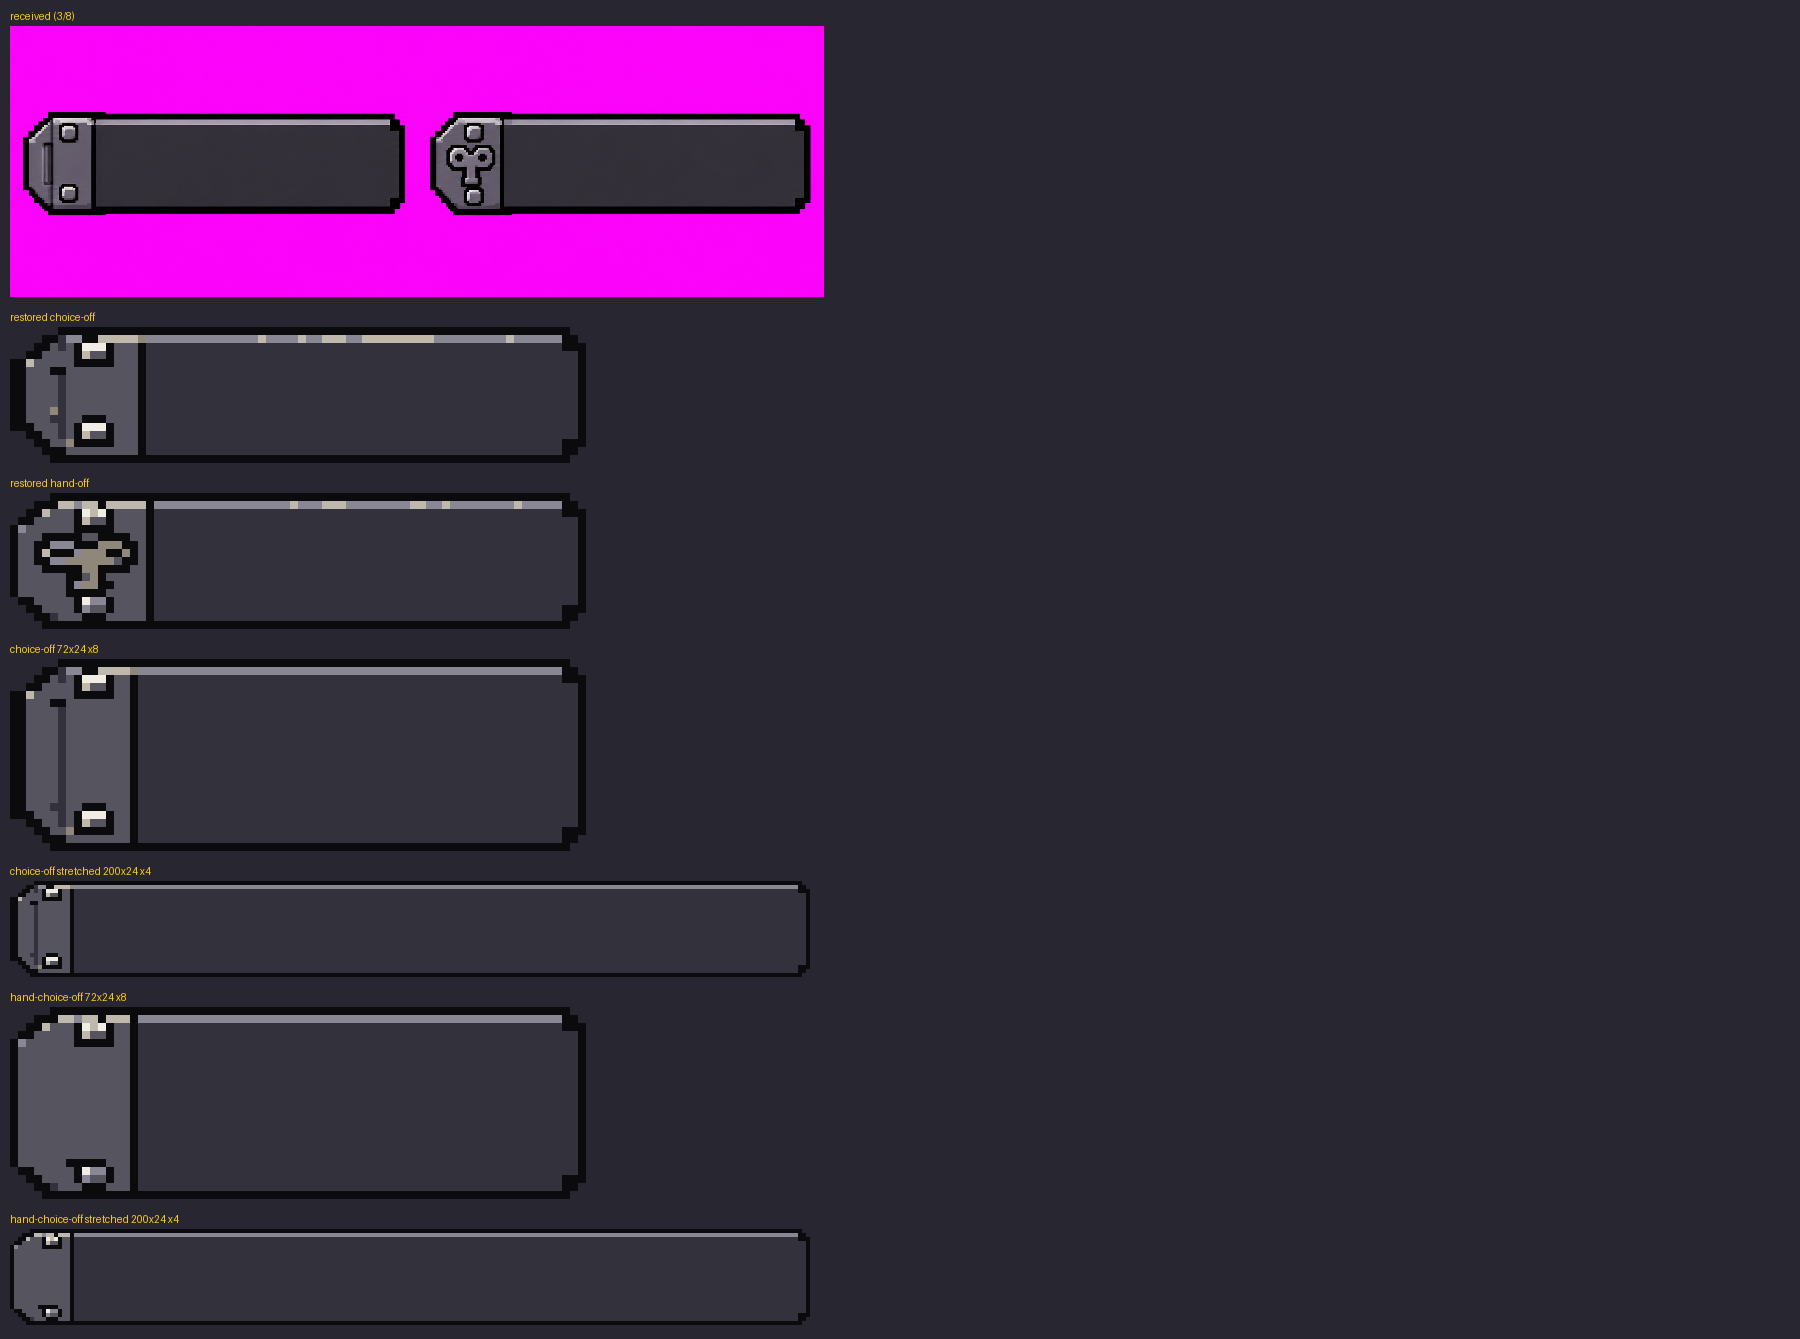 received (3/8)
restored choice-off
restored hand-off
choice-off 72x24 x8
choice-off stretched 200x24 x4
hand-choice-off 72x24 x8
hand-choice-off stretched 200x24 x4